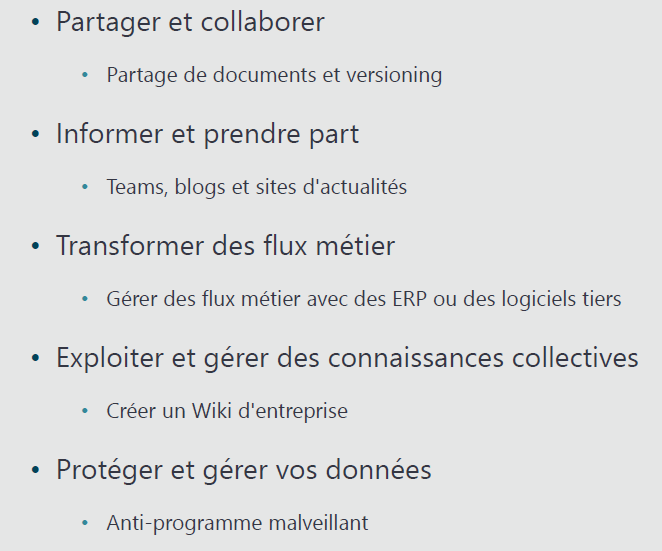 • Partager et collaborer
• Partage de documents et versioning
• Informer et prendre part
• Teams, blogs et sites d'actualités
• Transformer des flux métier
• Gérer des flux métier avec des ERP ou des logiciels tiers
• Exploiter et gérer des connaissances collectives
• Créer un Wiki d'entreprise
• Protéger et gérer vos données
• Anti-programme malveillant